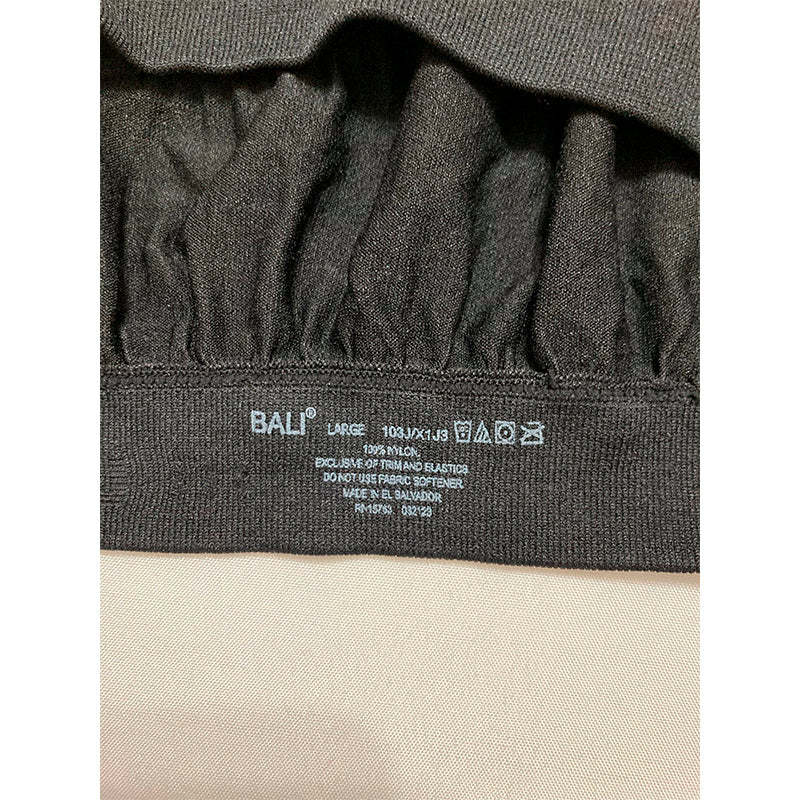 BALI® LARGE 103J/X1J3
100% NYLON,
EXCLUSIVE OF TRIM AND ELASTICS
DO NOT USE FABRIC SOFTENER
MADE IN EL SALVADOR
RN15763 032123